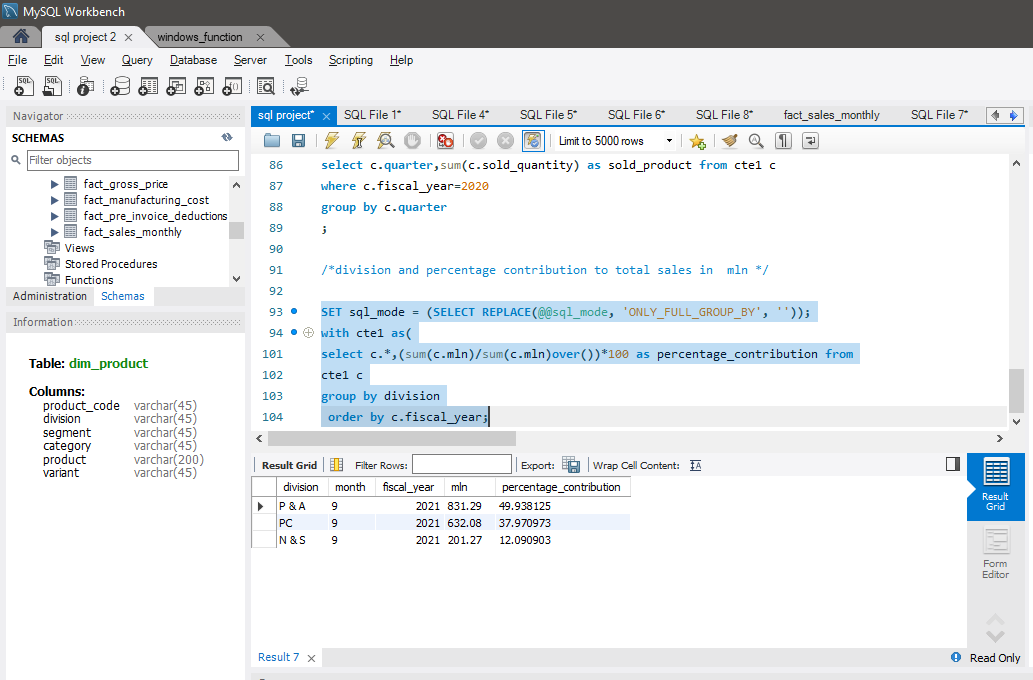 MySQL Workbench
sql project 2 ×
windows_function ×
File Edit View Query Database Server Tools Scripting Help
Navigator
SCHEMAS
Filter objects
fact_gross_price
fact_manufacturing_cost
fact_pre_invoice_deductions
fact_sales_monthly
Views
Stored Procedures
Functions
Administration Schemas
Information
Table: dim_product
Columns:
product_code varchar(45)
division varchar(45)
segment varchar(45)
category varchar(45)
product varchar(200)
variant varchar(45)
sql project* × SQL File 1* SQL File 4* SQL File 5* SQL File 6* SQL File 8* fact_sales_monthly SQL File 7*
Limit to 5000 rows
86 select c.quarter,sum(c.sold_quantity) as sold_product from cte1 c
87 where c.fiscal_year=2020
88 group by c.quarter
89 ;
90
91 /*division and percentage contribution to total sales in  mln */
92
93 SET sql_mode = (SELECT REPLACE(@@sql_mode, 'ONLY_FULL_GROUP_BY', ''));
94 with cte1 as(
101 select c.*,(sum(c.mln)/sum(c.mln)over())*100 as percentage_contribution from
102 cte1 c
103 group by division
104 order by c.fiscal_year;
Result Grid Filter Rows: Export: Wrap Cell Content:
division month fiscal_year mln percentage_contribution
P & A 9 2021 831.29 49.938125
PC 9 2021 632.08 37.970973
N & S 9 2021 201.27 12.090903
Result
Grid
Form
Editor
Result 7 ×
Read Only